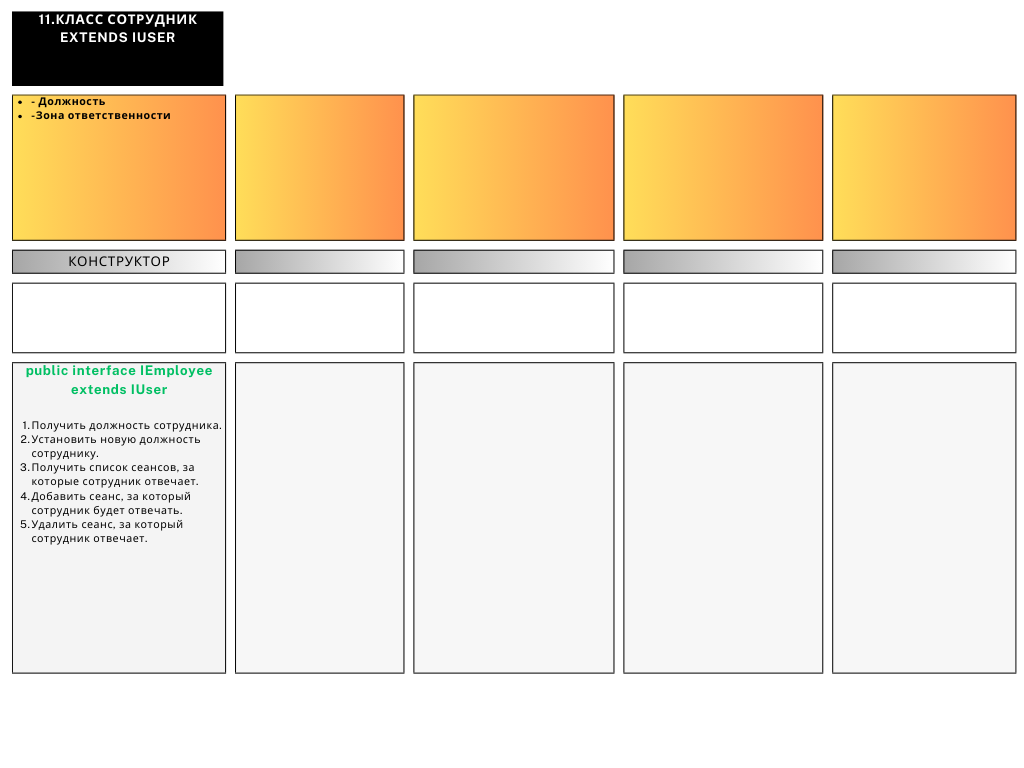 11.КЛАСС СОТРУДНИК
EXTENDS IUSER
• - Должность
• -Зона ответственности
КОНСТРУКТОР
public interface IEmployee
extends IUser
1. Получить должность сотрудника.
2. Установить новую должность
сотруднику.
3. Получить список сеансов, за
которые сотрудник отвечает.
4. Добавить сеанс, за который
сотрудник будет отвечать.
5. Удалить сеанс, за который
сотрудник отвечает.